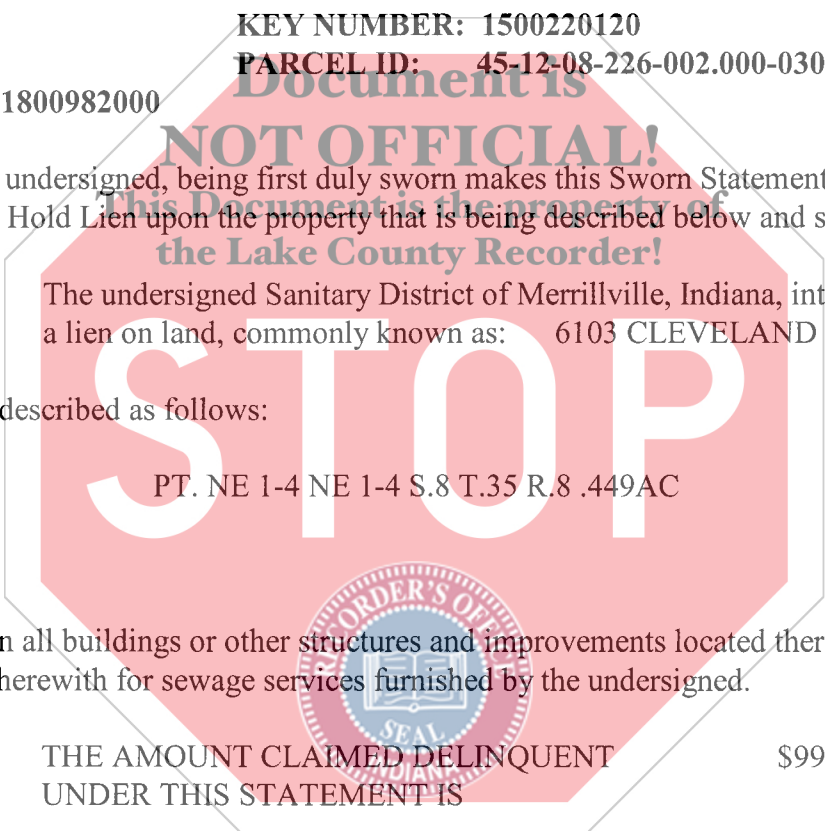 KEY NUMBER: 1500220120
PARCEL ID: 45-12-08-226-002.000-030
Document is
1800982000
NOT OFFICIAL!
undersigned, being first duly sworn makes this Sworn Statement
This Document is the property of
Hold Lien upon the property that is being described below and s
the Lake County Recorder!
The undersigned Sanitary District of Merrillville, Indiana, int
a lien on land, commonly known as: 6103 CLEVELAND
STOP
described as follows:
PT. NE 1-4 NE 1-4 S.8 T.35 R.8 .449AC
RECORDER'S OFFICE
n all buildings or other structures and improvements located ther
herewith for sewage services furnished by the undersigned.
SEAL
INDIANA
THE AMOUNT CLAIMED DELINQUENT $99
UNDER THIS STATEMENT IS